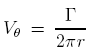 V_θ = Γ / 2πr